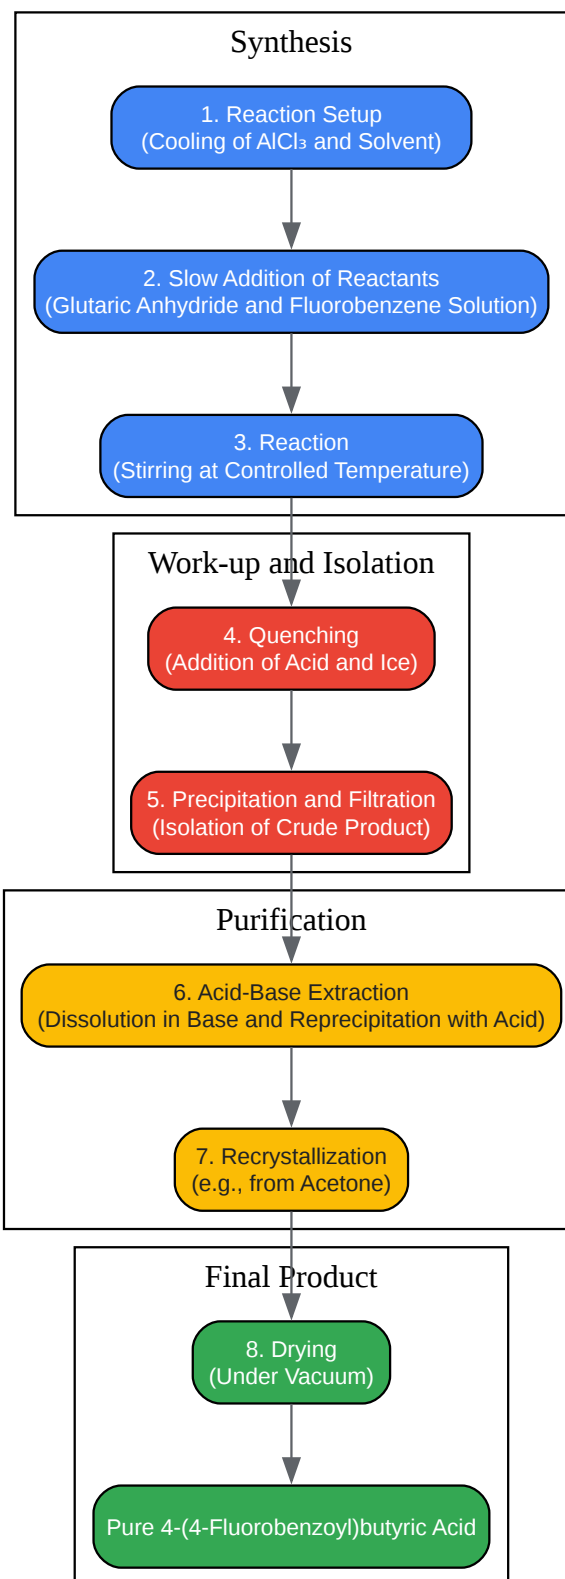 Synthesis
1. Reaction Setup
(Cooling of AlCl₃ and Solvent)
2. Slow Addition of Reactants
(Glutaric Anhydride and Fluorobenzene Solution)
3. Reaction
(Stirring at Controlled Temperature)
Work-up and Isolation
4. Quenching
(Addition of Acid and Ice)
5. Precipitation and Filtration
(Isolation of Crude Product)
Purification
6. Acid-Base Extraction
(Dissolution in Base and Reprecipitation with Acid)
7. Recrystallization
(e.g., from Acetone)
Final Product
8. Drying
(Under Vacuum)
Pure 4-(4-Fluorobenzoyl)butyric Acid